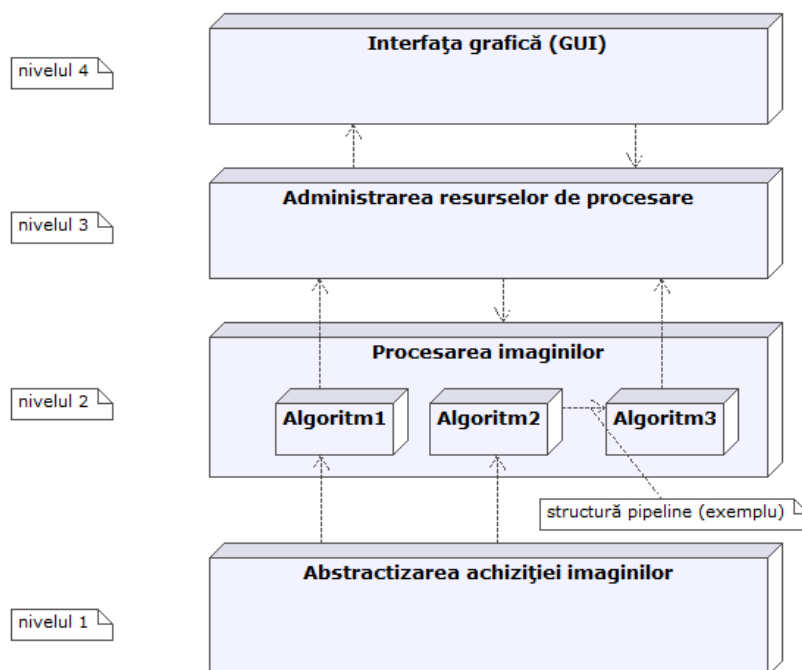 Interfaţa grafică (GUI)
nivelul 4
Administrarea resurselor de procesare
nivelul 3
Procesarea imaginilor
nivelul 2
Algoritm1
Algoritm2
Algoritm3
structură pipeline (exemplu)
Abstractizarea achiziţiei imaginilor
nivelul 1